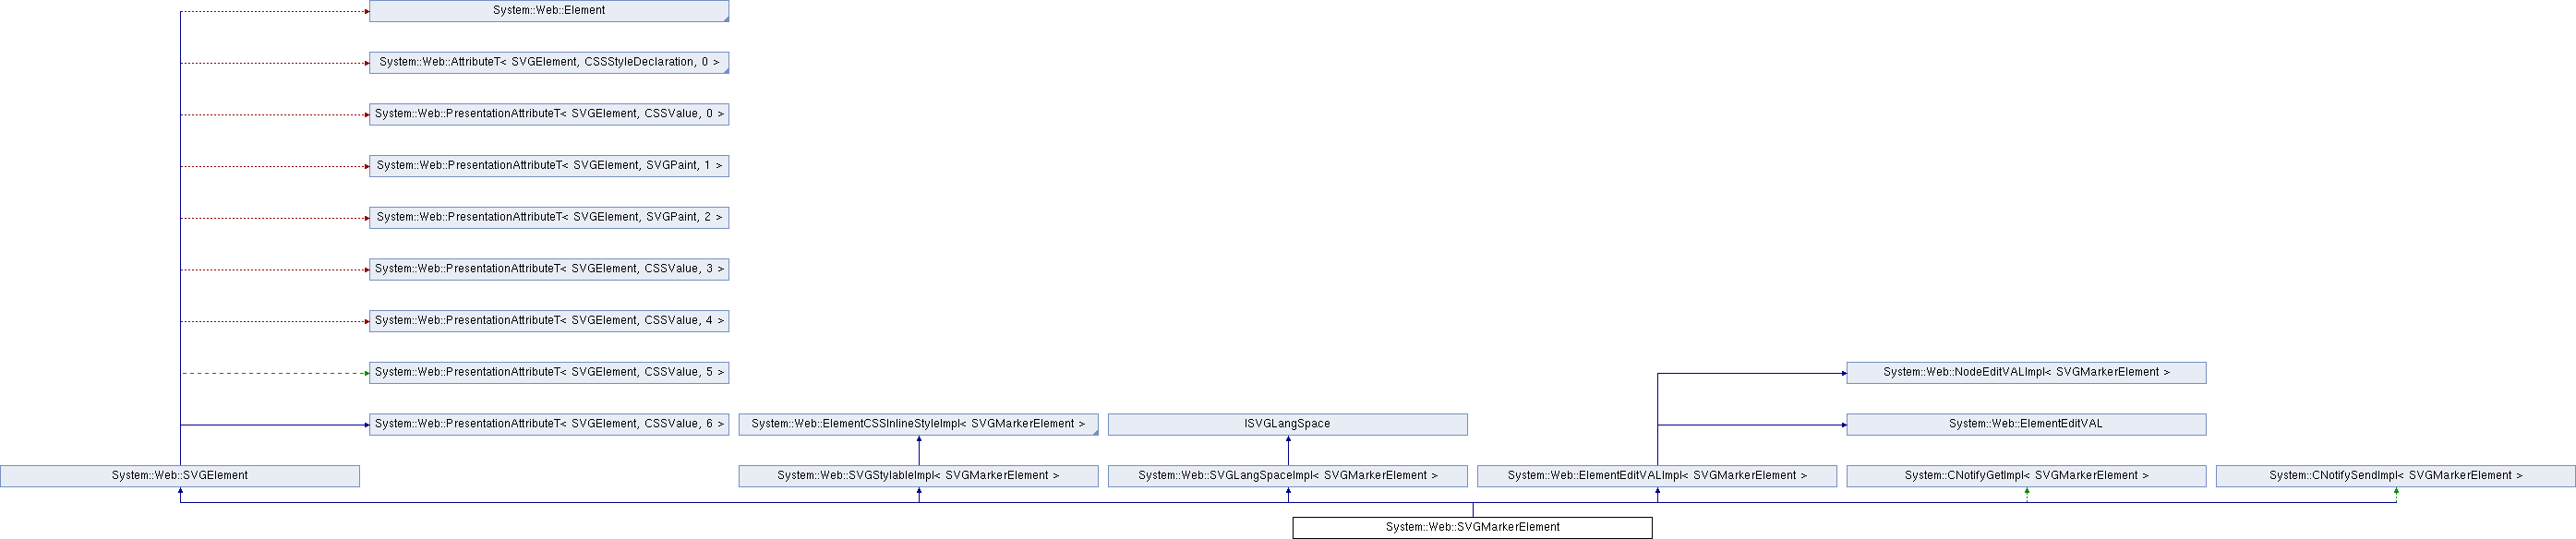 System::Web::Element
System::Web::AttributeT< SVGElement, CSSStyleDeclaration, 0 >
System::Web::PresentationAttributeT< SVGElement, CSSValue, 0 >
System::Web::PresentationAttributeT< SVGElement, SVGPaint, 1 >
System::Web::PresentationAttributeT< SVGElement, SVGPaint, 2 >
System::Web::PresentationAttributeT< SVGElement, CSSValue, 3 >
System::Web::PresentationAttributeT< SVGElement, CSSValue, 4 >
System::Web::PresentationAttributeT< SVGElement, CSSValue, 5 >
System::Web::NodeEditVALImpl< SVGMarkerElement >
System::Web::PresentationAttributeT< SVGElement, CSSValue, 6 >
System::Web::ElementCSSInlineStyleImpl< SVGMarkerElement >
ISVGLangSpace
System::Web::ElementEditVAL
System::Web::SVGElement
System::Web::SVGStylableImpl< SVGMarkerElement >
System::Web::SVGLangSpaceImpl< SVGMarkerElement >
System::Web::ElementEditVALImpl< SVGMarkerElement >
System::CNotifyGetImpl< SVGMarkerElement >
System::CNotifySendImpl< SVGMarkerElement >
System::Web::SVGMarkerElement